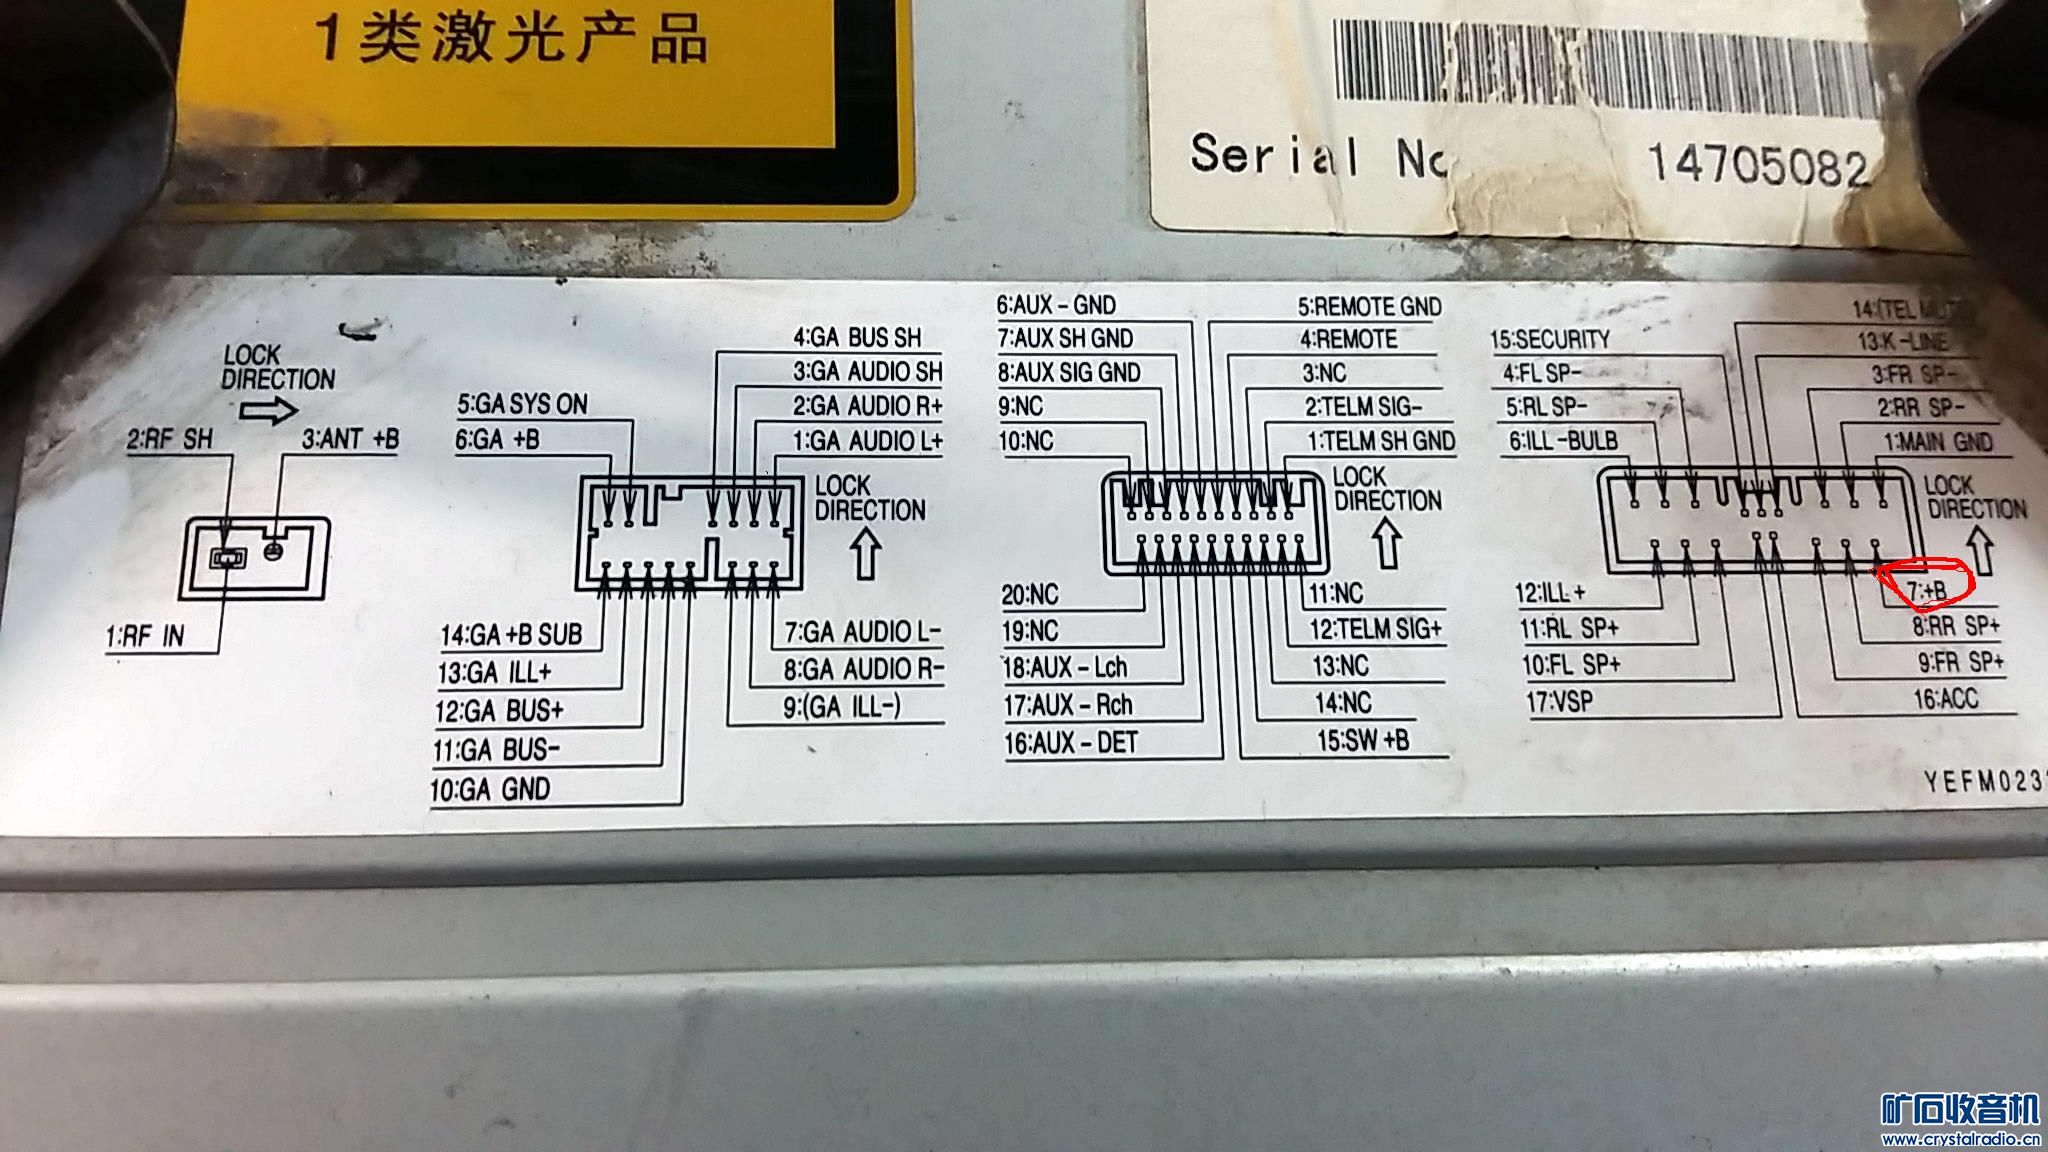 1类激光产品
Serial No
14705082
LOCK
DIRECTION
2:RF SH
3:ANT +B
1:RF IN
4:GA BUS SH
3:GA AUDIO SH
5:GA SYS ON
2:GA AUDIO R+
6:GA +B
1:GA AUDIO L+
LOCK
DIRECTION
14:GA +B SUB
7:GA AUDIO L-
13:GA ILL+
8:GA AUDIO R-
12:GA BUS+
9:(GA ILL-)
11:GA BUS-
10:GA GND
6:AUX-GND
5:REMOTE GND
7:AUX SH GND
4:REMOTE
8:AUX SIG GND
3:NC
9:NC
2:TELM SIG-
10:NC
1:TELM SH GND
LOCK
DIRECTION
20:NC
11:NC
19:NC
12:TELM SIG+
18:AUX-Lch
13:NC
17:AUX-Rch
14:NC
16:AUX-DET
15:SW +B
14:(TEL
15:SECURITY
13:K-LINE
4:FL SP-
3:FR SP-
5:RL SP-
2:RR SP-
6:ILL-BULB
1:MAIN GND
LOCK
DIRECTION
12:ILL+
7:+B
11:RL SP+
8:RR SP+
10:FL SP+
9:FR SP+
17:VSP
16:ACC
YEFM023
矿石收音机
www.crystalradio.cn